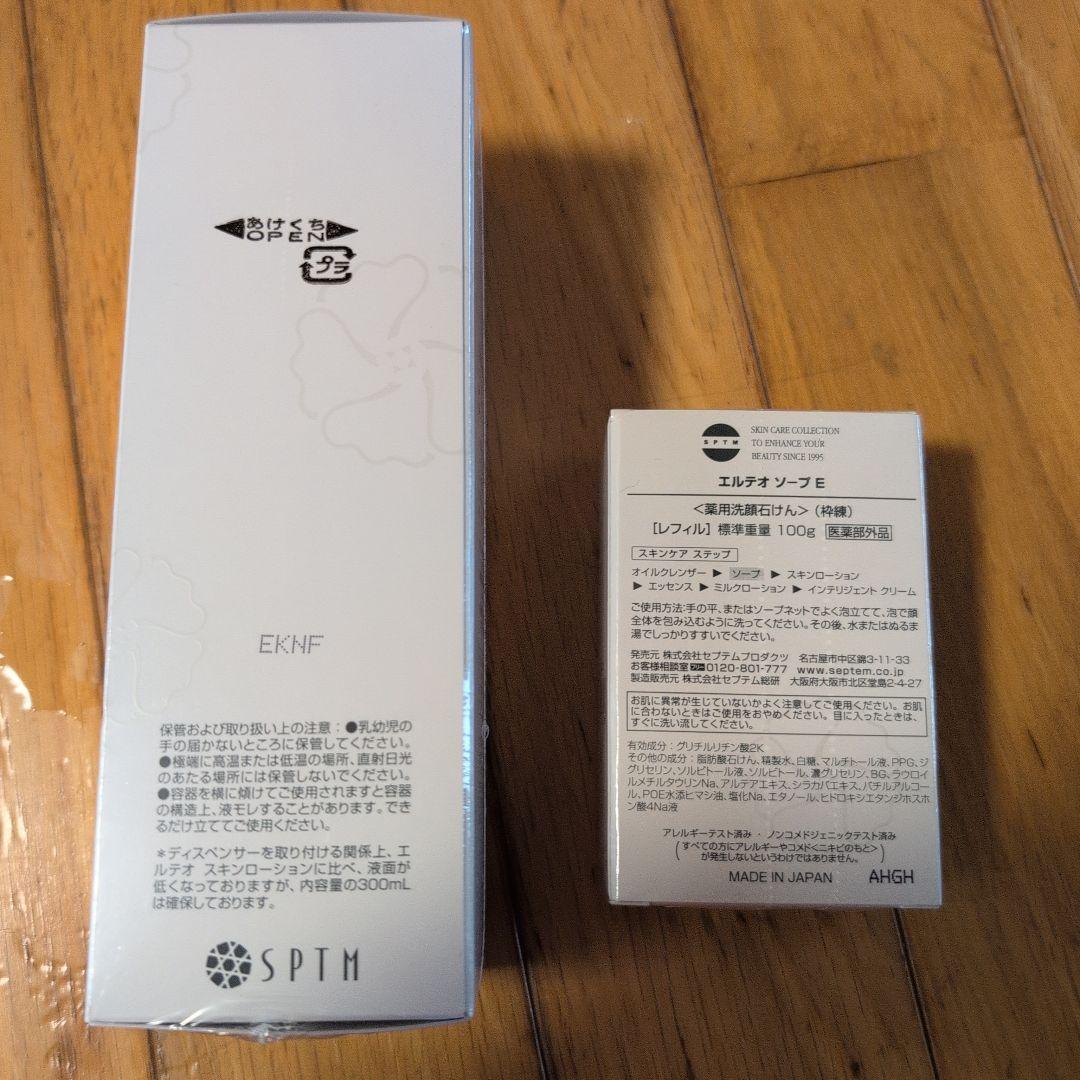 あけくち
OPEN
プラ
EKNF
保管および取り扱い上の注意：●乳幼児の
手の届かないところに保管してください。
●極端に高温または低温の場所、直射日光
のあたる場所には保管しないでください。
●容器を横に傾けてご使用されますと容器
の構造上、液モレすることがあります。でき
るだけ立ててご使用ください。
＊ディスペンサーを取り付ける関係上、エ
ルテオ スキンローションに比べ、液面が
低くなっておりますが、内容量の300mL
は確保しております。
SPTM
SPTM
SKIN CARE COLLECTION
TO ENHANCE YOUR
BEAUTY SINCE 1995
エルテオ ソープ E
＜薬用洗顔石けん＞（枠練）
［レフィル］標準重量 100g 医薬部外品
スキンケア ステップ
オイルクレンザー ▶ ソープ ▶ スキンローション
▶ エッセンス ▶ ミルクローション ▶ インテリジェント クリーム
ご使用方法：手の平、またはソープネットでよく泡立てて、泡で顔
全体を包み込むように洗ってください。その後、水またはぬるま
湯でしっかりすすいでください。
発売元 株式会社セプテムプロダクツ 名古屋市中区錦3-11-33
お客様相談室 フリー 0120-801-777 www.septem.co.jp
製造販売元 株式会社セプテム総研 大阪府大阪市北区堂島2-4-27
お肌に異常が生じていないかよく注意してご使用ください。お肌
に合わないときはご使用をおやめください。目に入ったときは、
すぐに洗い流してください。
有効成分：グリチルリチン酸2K
その他の成分：脂肪酸石けん、精製水、白糖、マルチトール液、PPG、ジ
グリセリン、ソルビトール液、ソルビトール、濃グリセリン、BG、ラウロイ
ルメチルタウリンNa、アルテアエキス、シラカバエキス、バチルアルコー
ル、POE水添ヒマシ油、塩化Na、エタノール、ヒドロキシエタンジホスホ
ン酸4Na液
アレルギーテスト済み・ノンコメドジェニックテスト済み
（すべての方にアレルギーやコメド＜ニキビのもと＞
が発生しないというわけではありません。）
MADE IN JAPAN AHGH